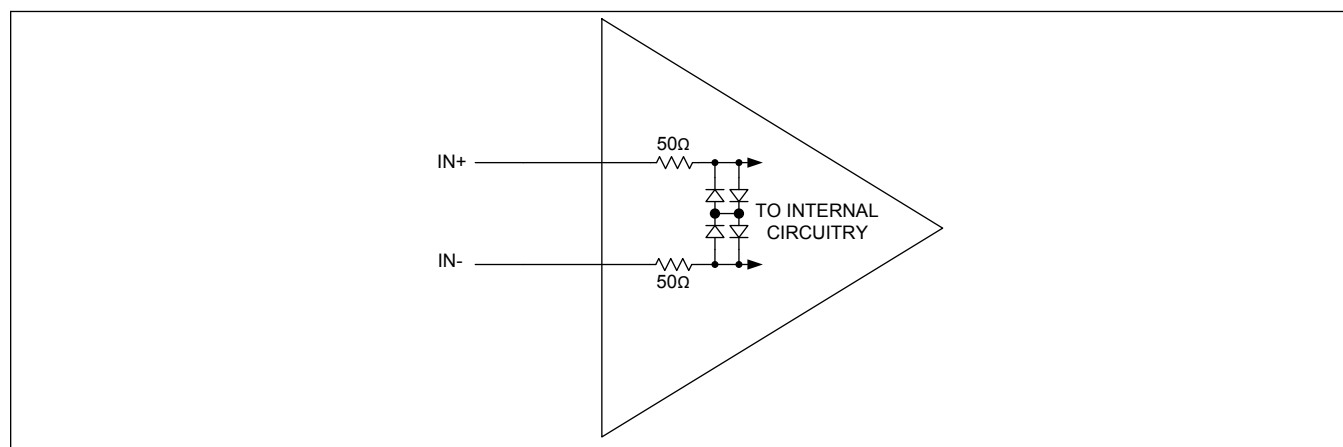 50Ω
IN+
TO INTERNAL
CIRCUITRY
IN-
50Ω